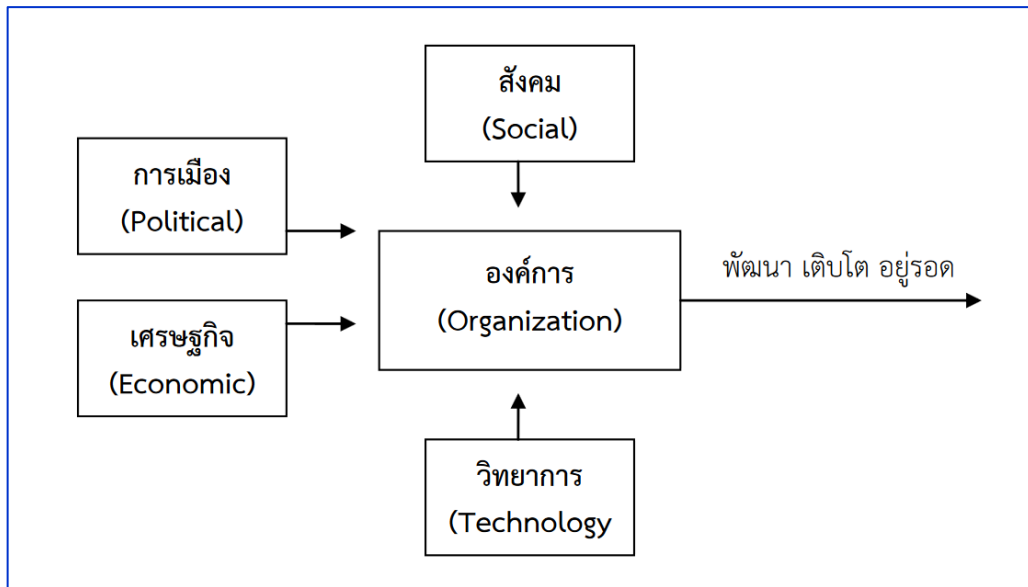 สังคม
(Social)
การเมือง
(Political)
องค์การ
(Organization)
พัฒนา เติบโต อยู่รอด
เศรษฐกิจ
(Economic)
วิทยาการ
(Technology